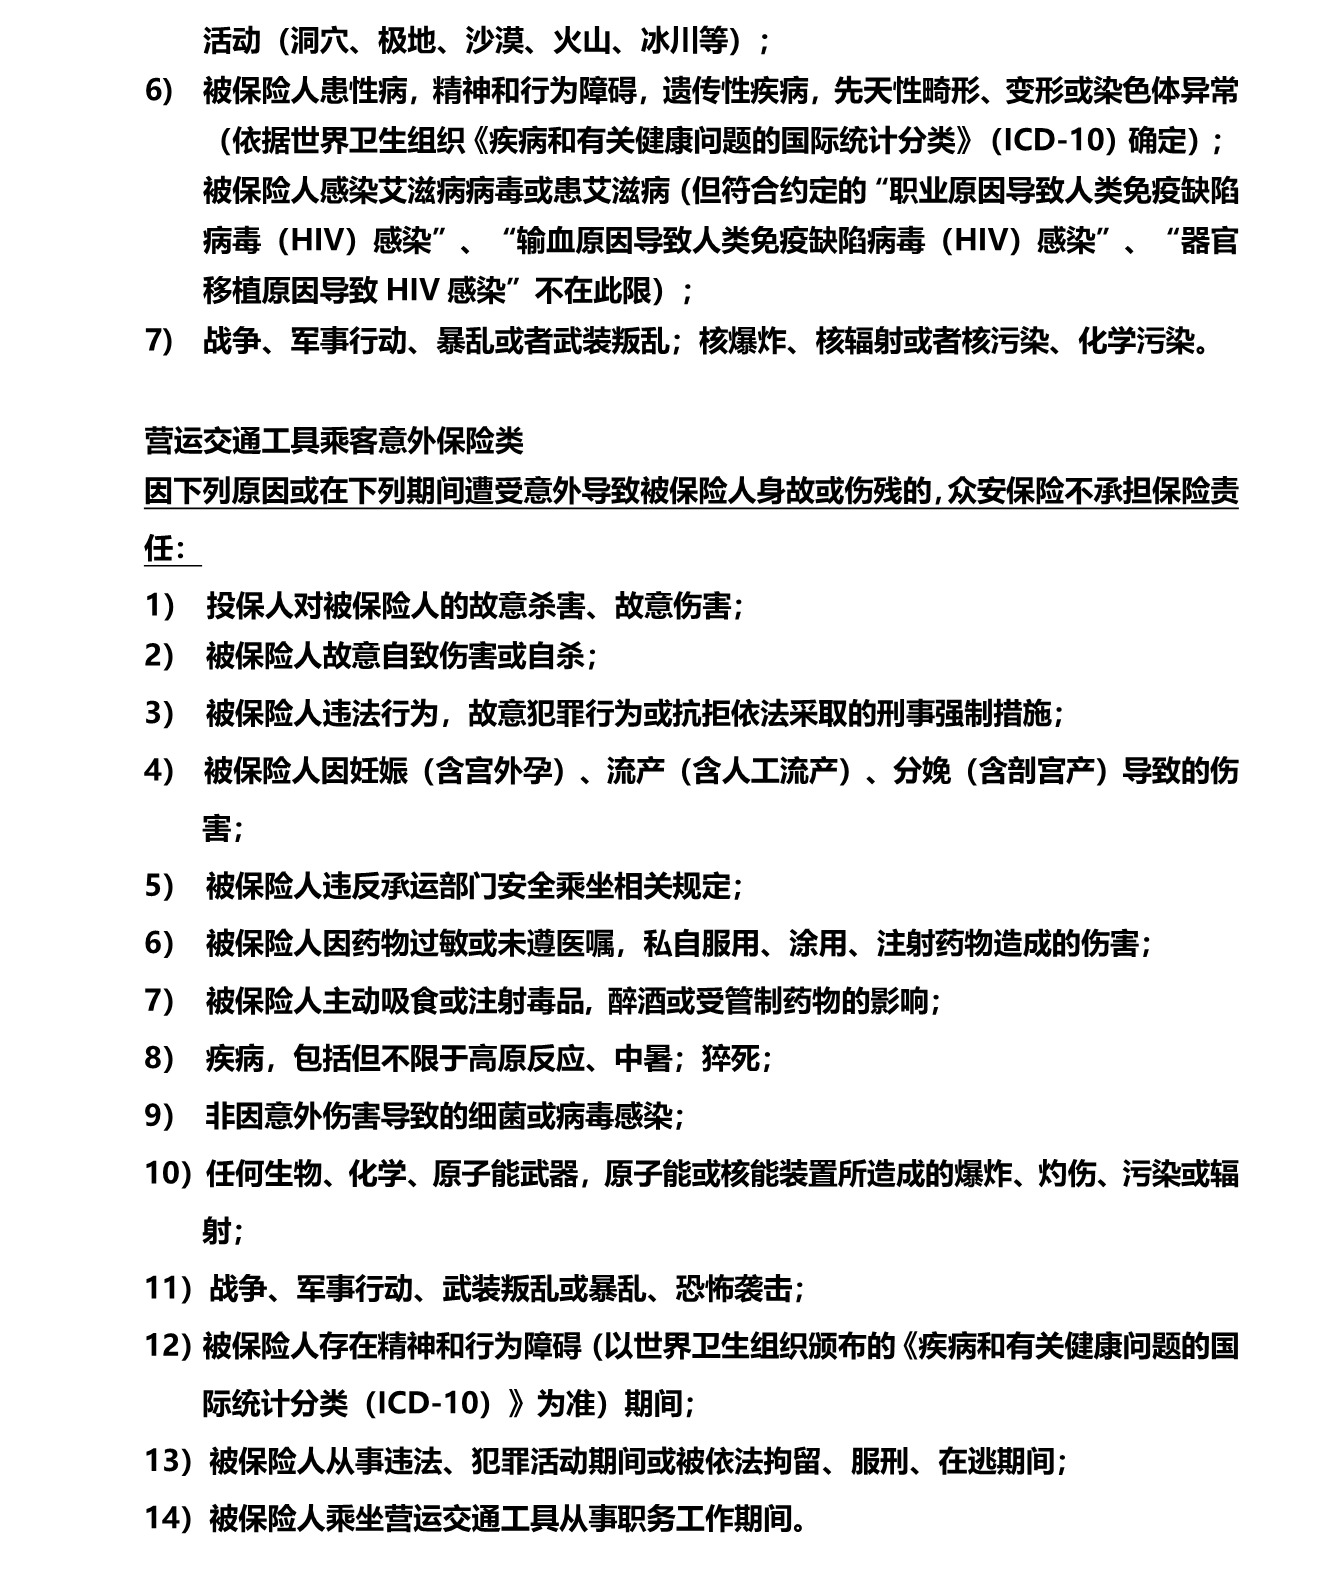 活动（洞穴、极地、沙漠、火山、冰川等）；
6) 被保险人患性病，精神和行为障碍，遗传性疾病，先天性畸形、变形或染色体异常
（依据世界卫生组织《疾病和有关健康问题的国际统计分类》（ICD-10）确定）；
被保险人感染艾滋病病毒或患艾滋病（但符合约定的“职业原因导致人类免疫缺陷
病毒（HIV）感染”、“输血原因导致人类免疫缺陷病毒（HIV）感染”、“器官
移植原因导致 HIV 感染”不在此限）；
7) 战争、军事行动、暴乱或者武装叛乱；核爆炸、核辐射或者核污染、化学污染。
营运交通工具乘客意外保险类
因下列原因或在下列期间遭受意外导致被保险人身故或伤残的，众安保险不承担保险责
任：
1) 投保人对被保险人的故意杀害、故意伤害；
2) 被保险人故意自致伤害或自杀；
3) 被保险人违法行为，故意犯罪行为或抗拒依法采取的刑事强制措施；
4) 被保险人因妊娠（含宫外孕）、流产（含人工流产）、分娩（含剖宫产）导致的伤
害；
5) 被保险人违反承运部门安全乘坐相关规定；
6) 被保险人因药物过敏或未遵医嘱，私自服用、涂用、注射药物造成的伤害；
7) 被保险人主动吸食或注射毒品，醉酒或受管制药物的影响；
8) 疾病，包括但不限于高原反应、中暑；猝死；
9) 非因意外伤害导致的细菌或病毒感染；
10) 任何生物、化学、原子能武器，原子能或核能装置所造成的爆炸、灼伤、污染或辐
射；
11) 战争、军事行动、武装叛乱或暴乱、恐怖袭击；
12) 被保险人存在精神和行为障碍（以世界卫生组织颁布的《疾病和有关健康问题的国
际统计分类（ICD-10）》为准）期间；
13) 被保险人从事违法、犯罪活动期间或被依法拘留、服刑、在逃期间；
14) 被保险人乘坐营运交通工具从事职务工作期间。